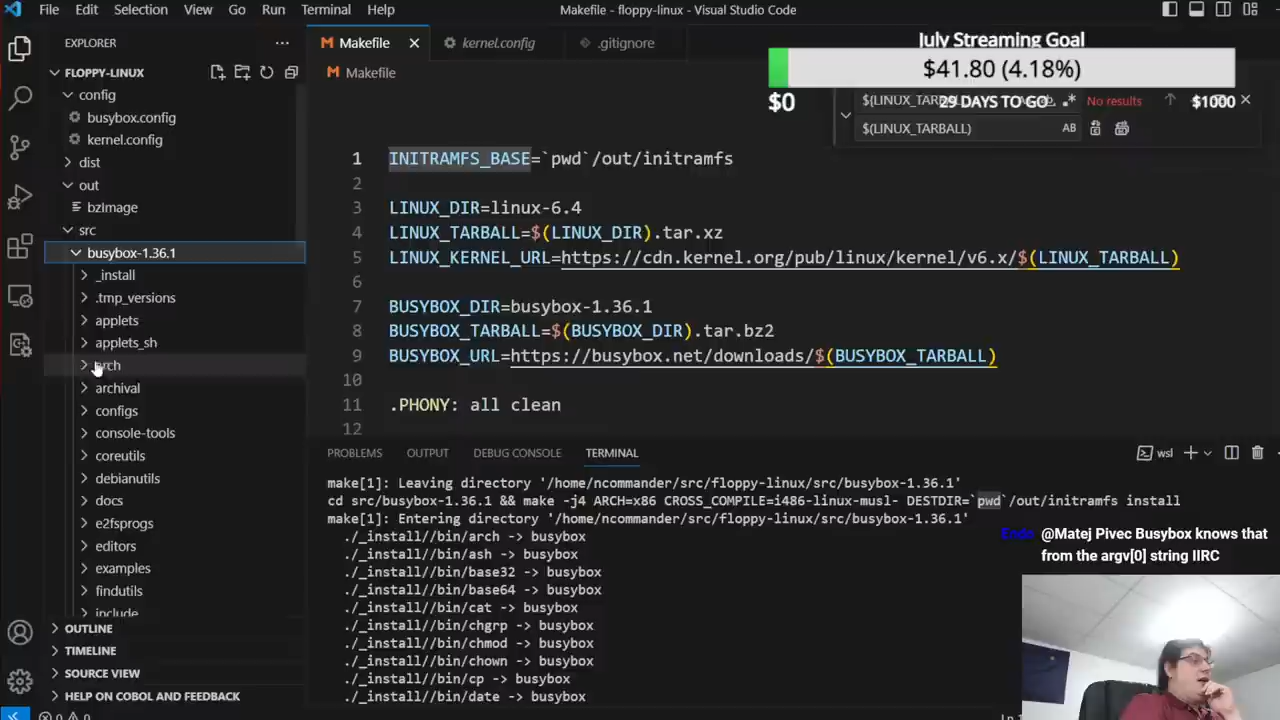 File Edit Selection View Go Run Terminal Help
Makefile - floppy-linux - Visual Studio Code
EXPLORER
FLOPPY-LINUX
config
busybox.config
kernel.config
dist
out
bzImage
src
busybox-1.36.1
_install
.tmp_versions
applets
applets_sh
arch
archival
configs
console-tools
coreutils
debianutils
docs
e2fsprogs
editors
examples
findutils
include
OUTLINE
TIMELINE
SOURCE VIEW
HELP ON COBOL AND FEEDBACK
Makefile
kernel.config
.gitignore
Makefile
July Streaming Goal
$41.80 (4.18%)
$0
29 DAYS TO GO
$1000
No results
$(LINUX_TARBALL)
AB
1 INITRAMFS_BASE=`pwd`/out/initramfs
2
3 LINUX_DIR=linux-6.4
4 LINUX_TARBALL=$(LINUX_DIR).tar.xz
5 LINUX_KERNEL_URL=https://cdn.kernel.org/pub/linux/kernel/v6.x/$(LINUX_TARBALL)
6
7 BUSYBOX_DIR=busybox-1.36.1
8 BUSYBOX_TARBALL=$(BUSYBOX_DIR).tar.bz2
9 BUSYBOX_URL=https://busybox.net/downloads/$(BUSYBOX_TARBALL)
10
11 .PHONY: all clean
12
PROBLEMS OUTPUT DEBUG CONSOLE TERMINAL
wsl
make[1]: Leaving directory '/home/ncommander/src/floppy-linux/src/busybox-1.36.1'
cd src/busybox-1.36.1 && make -j4 ARCH=x86 CROSS_COMPILE=i486-linux-musl- DESTDIR=`pwd`/out/initramfs install
make[1]: Entering directory '/home/ncommander/src/floppy-linux/src/busybox-1.36.1'
./_install//bin/arch -> busybox
./_install//bin/ash -> busybox
./_install//bin/base32 -> busybox
./_install//bin/base64 -> busybox
./_install//bin/cat -> busybox
./_install//bin/chgrp -> busybox
./_install//bin/chmod -> busybox
./_install//bin/chown -> busybox
./_install//bin/cp -> busybox
./_install//bin/date -> busybox
@Matej Pivec Busybox knows that
from the argv[0] string IIRC